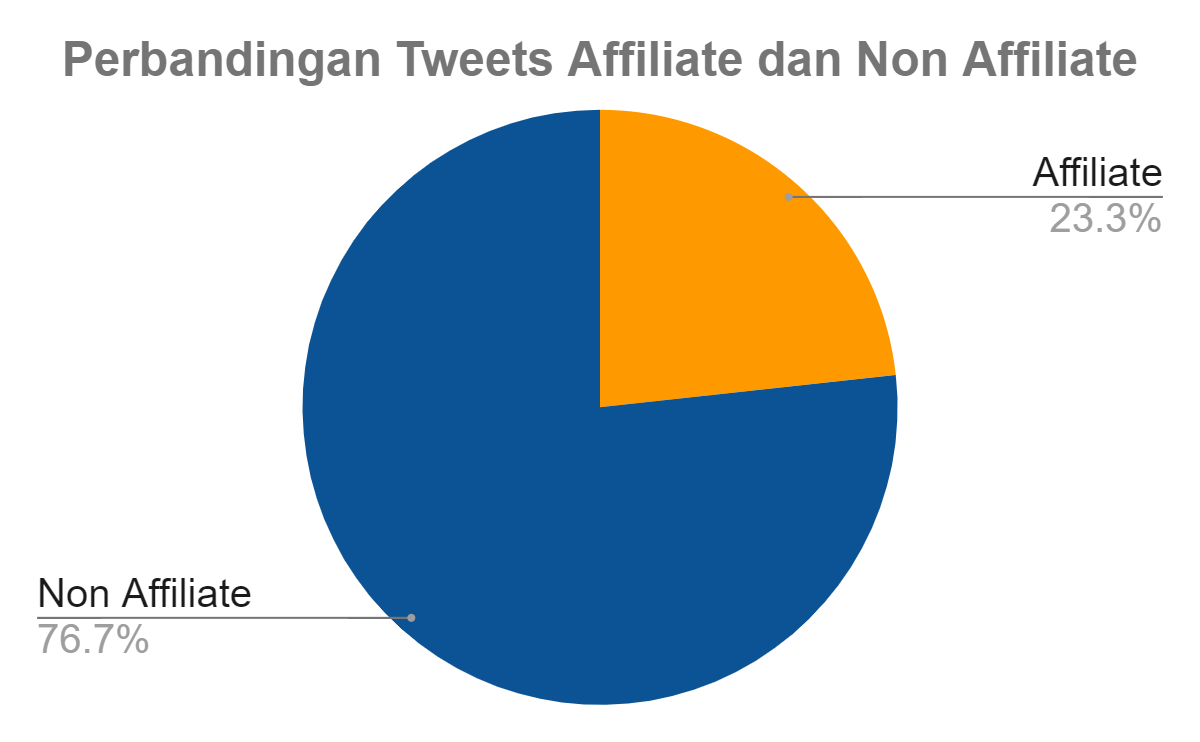 Perbandingan Tweets Affiliate dan Non Affiliate
Affiliate
23.3%
Non Affiliate
76.7%